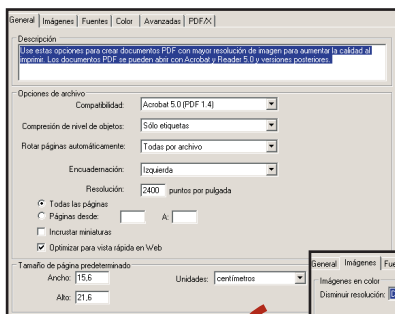 General Imágenes Fuentes Color Avanzadas PDF/X
Descripción
Use estas opciones para crear documentos PDF con mayor resolución de imagen para aumentar la calidad al
imprimir. Los documentos PDF se pueden abrir con Acrobat y Reader 5.0 y versiones posteriores.
Opciones de archivo
Compatibilidad: Acrobat 5.0 (PDF 1.4)
Compresión de nivel de objetos: Sólo etiquetas
Rotar páginas automáticamente: Todas por archivo
Encuadernación: Izquierda
Resolución: 2400 puntos por pulgada
Todas las páginas
Páginas desde: A:
Incrustar miniaturas
Optimizar para vista rápida en Web
Tamaño de página predeterminado
Ancho: 15,6 Unidades: centímetros
Alto: 21,6
General Imágenes Fue
Imágenes en color
Disminuir resolución: